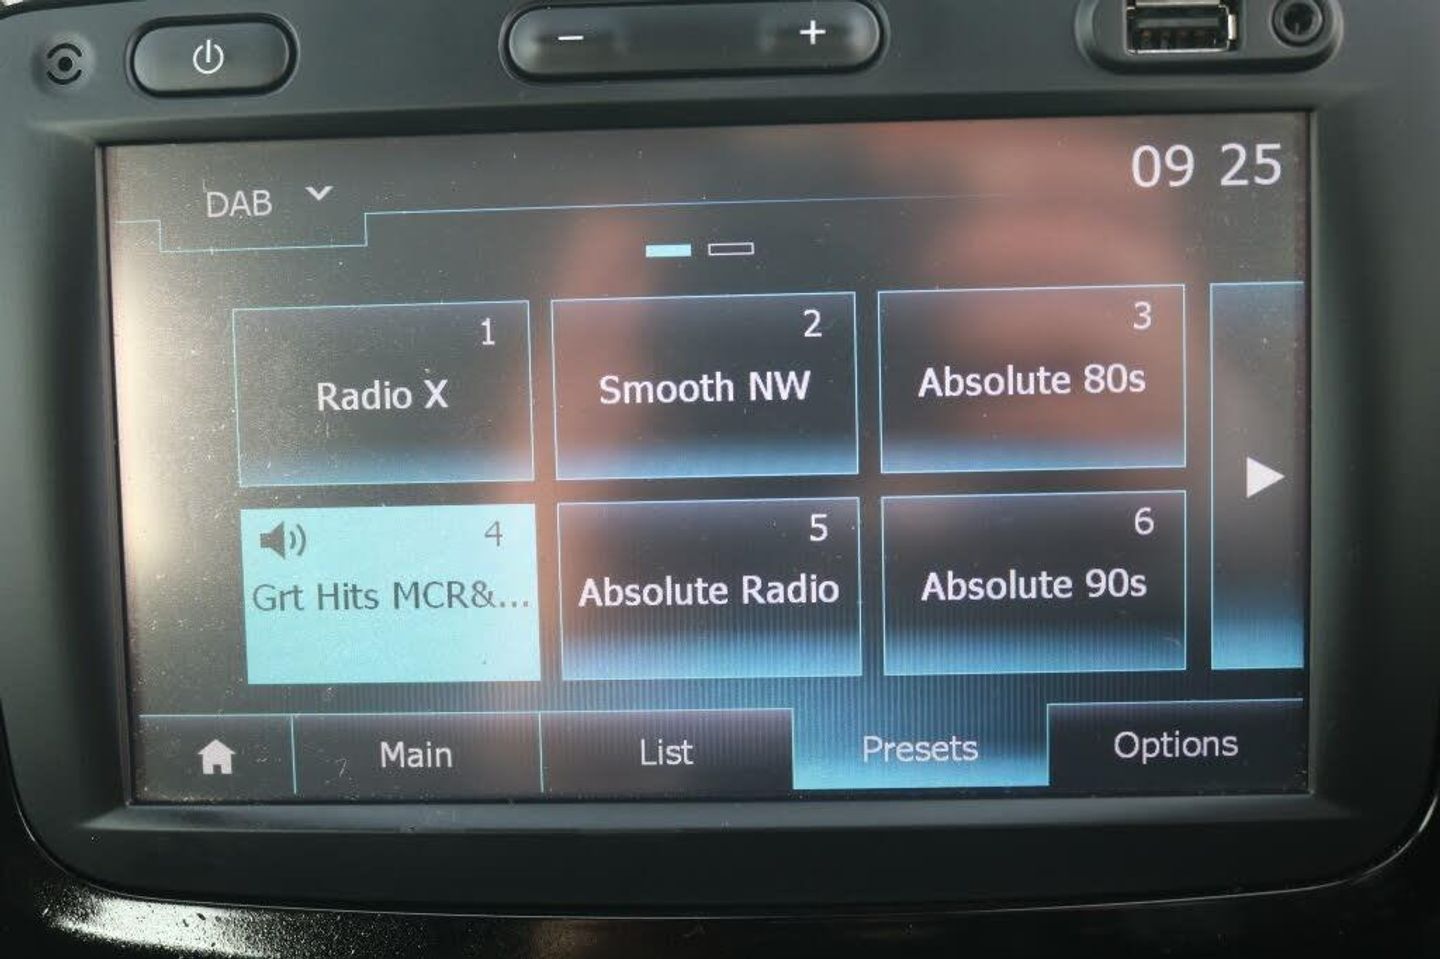 DAB
09 25
1
Radio X
2
Smooth NW
3
Absolute 80s
4
Grt Hits MCR&...
5
Absolute Radio
6
Absolute 90s
Main
List
Presets
Options